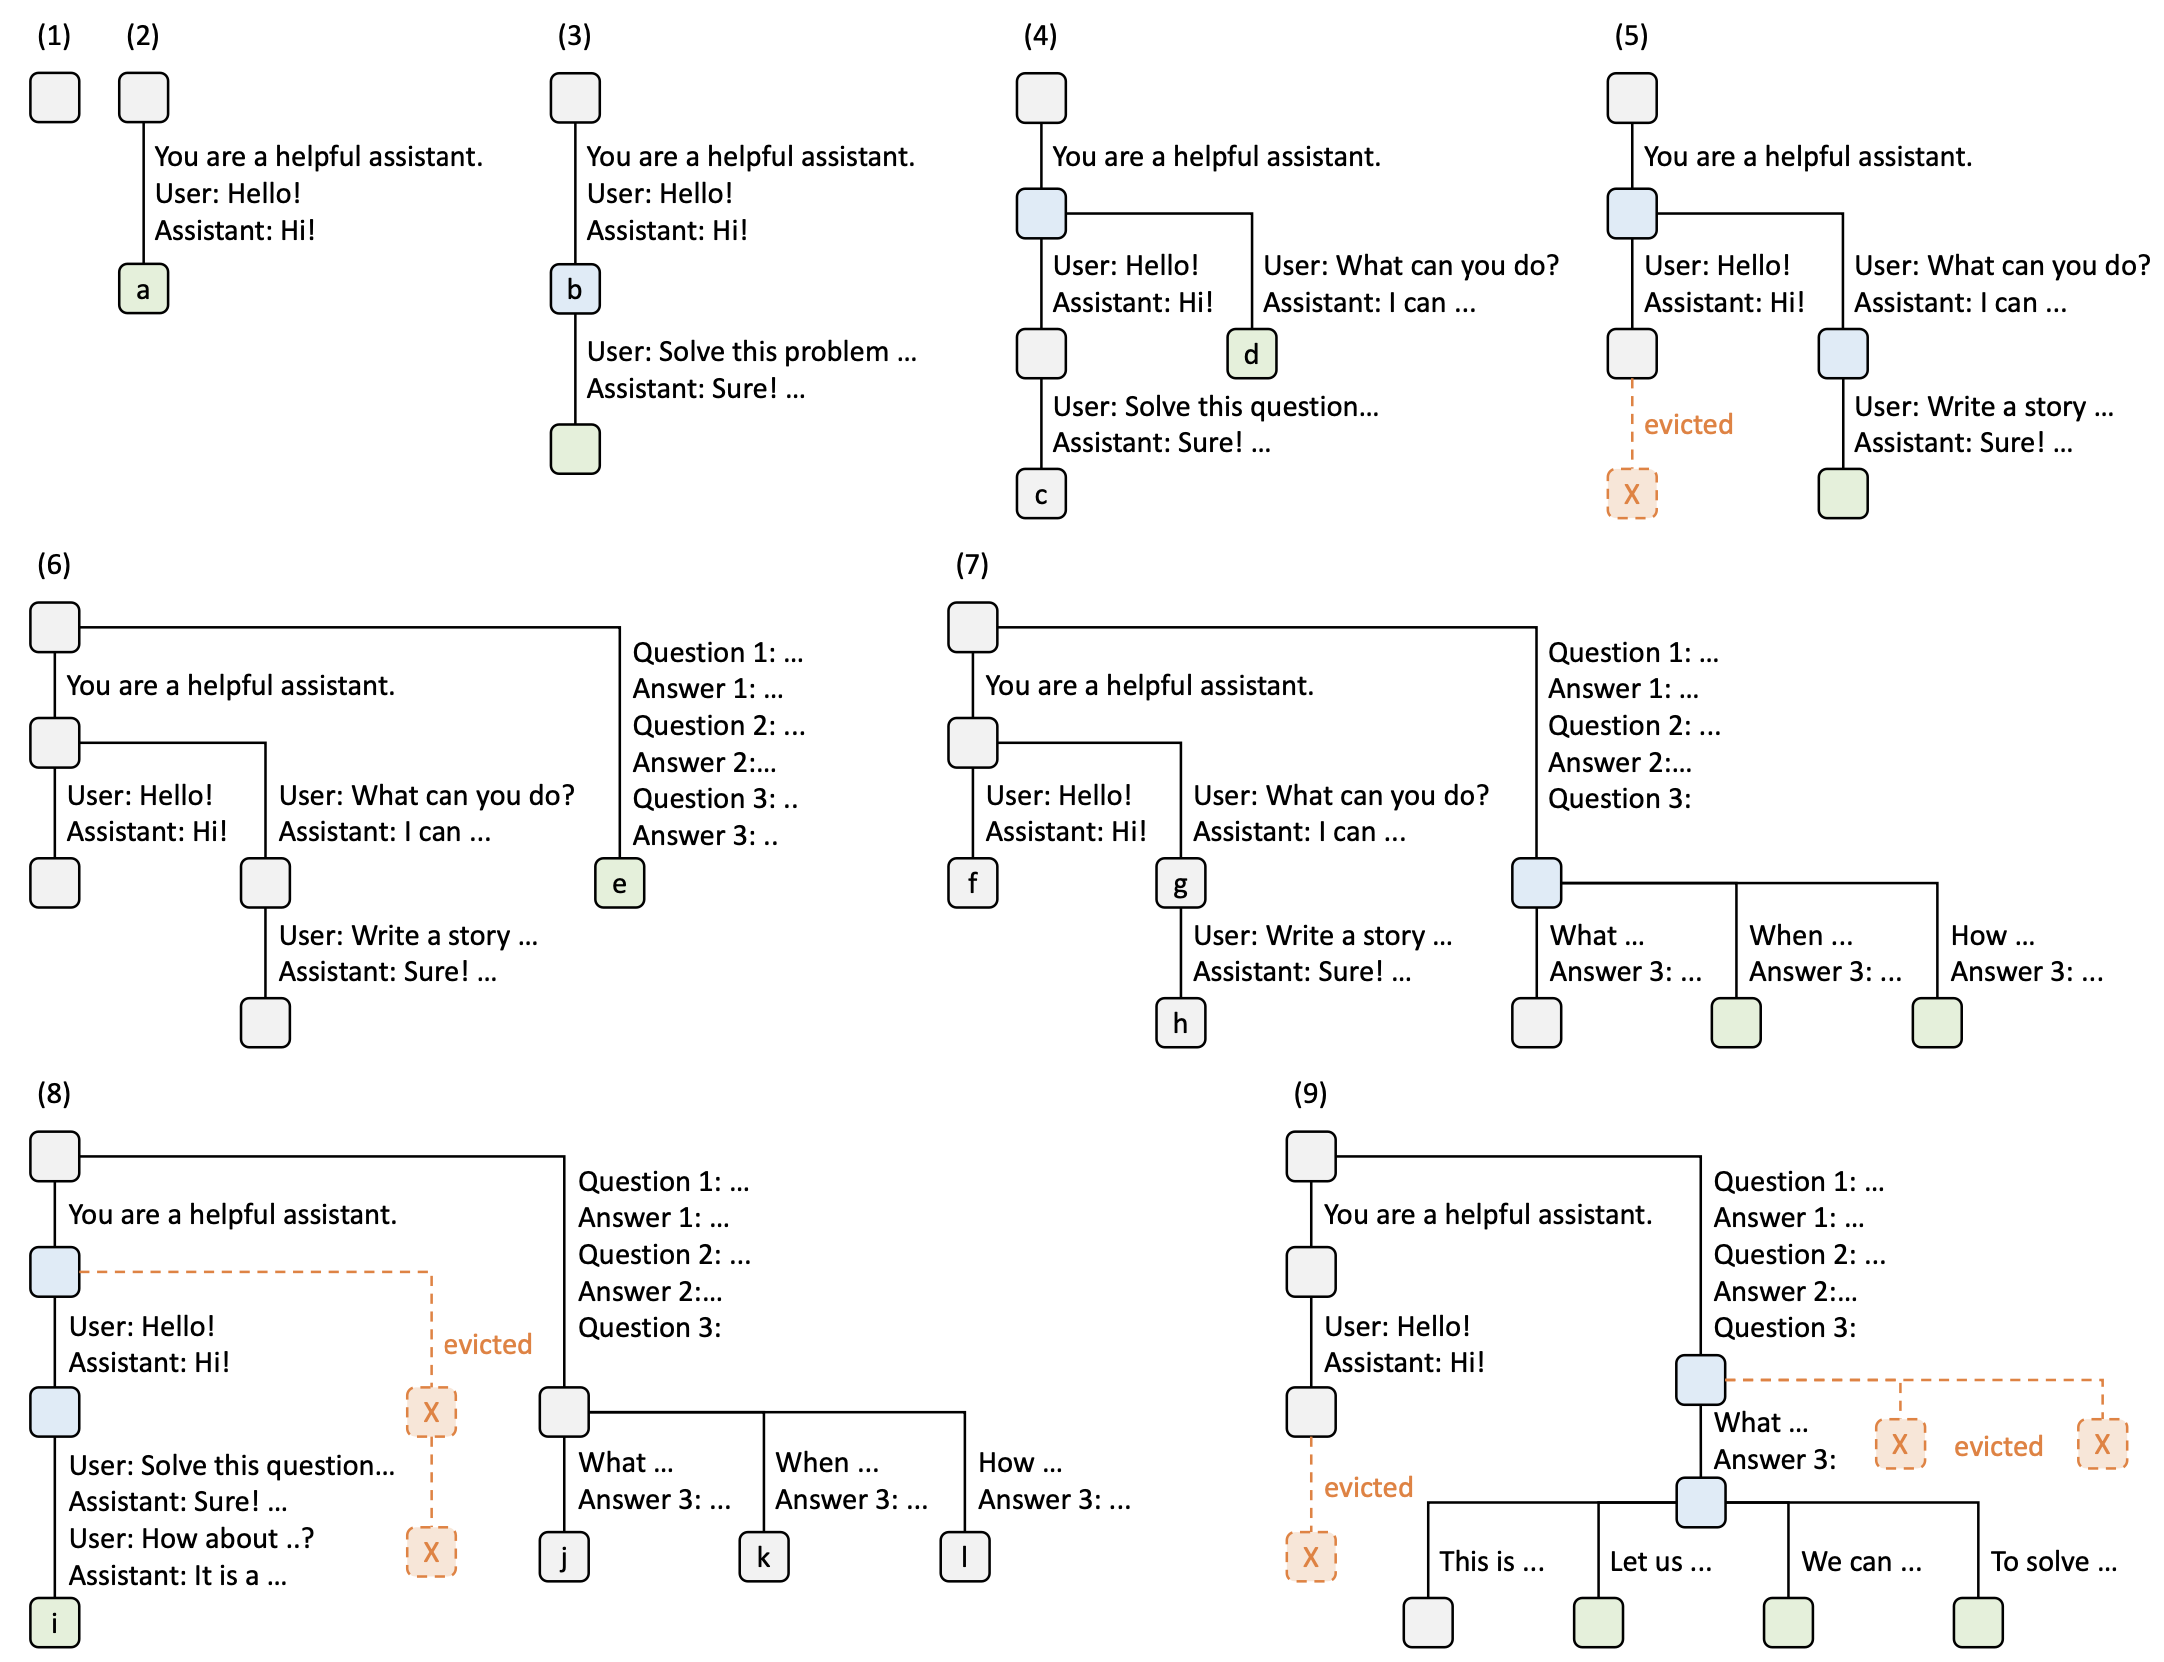 (1)
(2)
You are a helpful assistant.
User: Hello!
Assistant: Hi!
a
(3)
You are a helpful assistant.
User: Hello!
Assistant: Hi!
b
User: Solve this problem ...
Assistant: Sure! ...
(4)
You are a helpful assistant.
User: Hello!
Assistant: Hi!
User: What can you do?
Assistant: I can ...
d
User: Solve this question...
Assistant: Sure! ...
c
(5)
You are a helpful assistant.
User: Hello!
Assistant: Hi!
User: What can you do?
Assistant: I can ...
evicted
X
User: Write a story ...
Assistant: Sure! ...
(6)
You are a helpful assistant.
User: Hello!
Assistant: Hi!
User: What can you do?
Assistant: I can ...
User: Write a story ...
Assistant: Sure! ...
Question 1: ...
Answer 1: ...
Question 2: ...
Answer 2:...
Question 3: ..
Answer 3: ..
e
(7)
You are a helpful assistant.
User: Hello!
Assistant: Hi!
f
User: What can you do?
Assistant: I can ...
g
User: Write a story ...
Assistant: Sure! ...
h
Question 1: ...
Answer 1: ...
Question 2: ...
Answer 2:...
Question 3:
What ...
Answer 3: ...
When ...
Answer 3: ...
How ...
Answer 3: ...
(8)
You are a helpful assistant.
User: Hello!
Assistant: Hi!
User: Solve this question...
Assistant: Sure! ...
User: How about ..?
Assistant: It is a ...
i
evicted
X
X
Question 1: ...
Answer 1: ...
Question 2: ...
Answer 2:...
Question 3:
What ...
Answer 3: ...
j
When ...
Answer 3: ...
k
How ...
Answer 3: ...
l
(9)
You are a helpful assistant.
User: Hello!
Assistant: Hi!
evicted
X
Question 1: ...
Answer 1: ...
Question 2: ...
Answer 2:...
Question 3:
What ...
Answer 3:
X
evicted
X
This is ...
Let us ...
We can ...
To solve ...